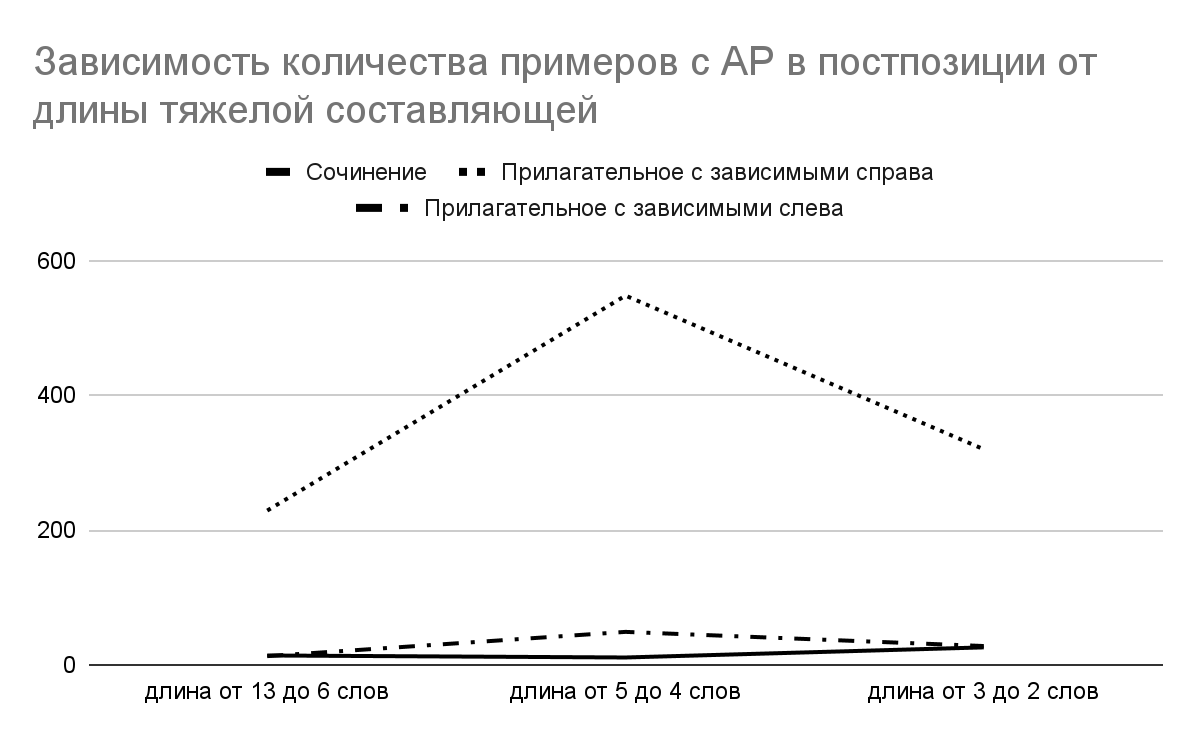 Зависимость количества примеров с АР в постпозиции от
длины тяжелой составляющей
Сочинение
Прилагательное с зависимыми справа
Прилагательное с зависимыми слева
600
400
200
0
длина от 13 до 6 слов
длина от 5 до 4 слов
длина от 3 до 2 слов